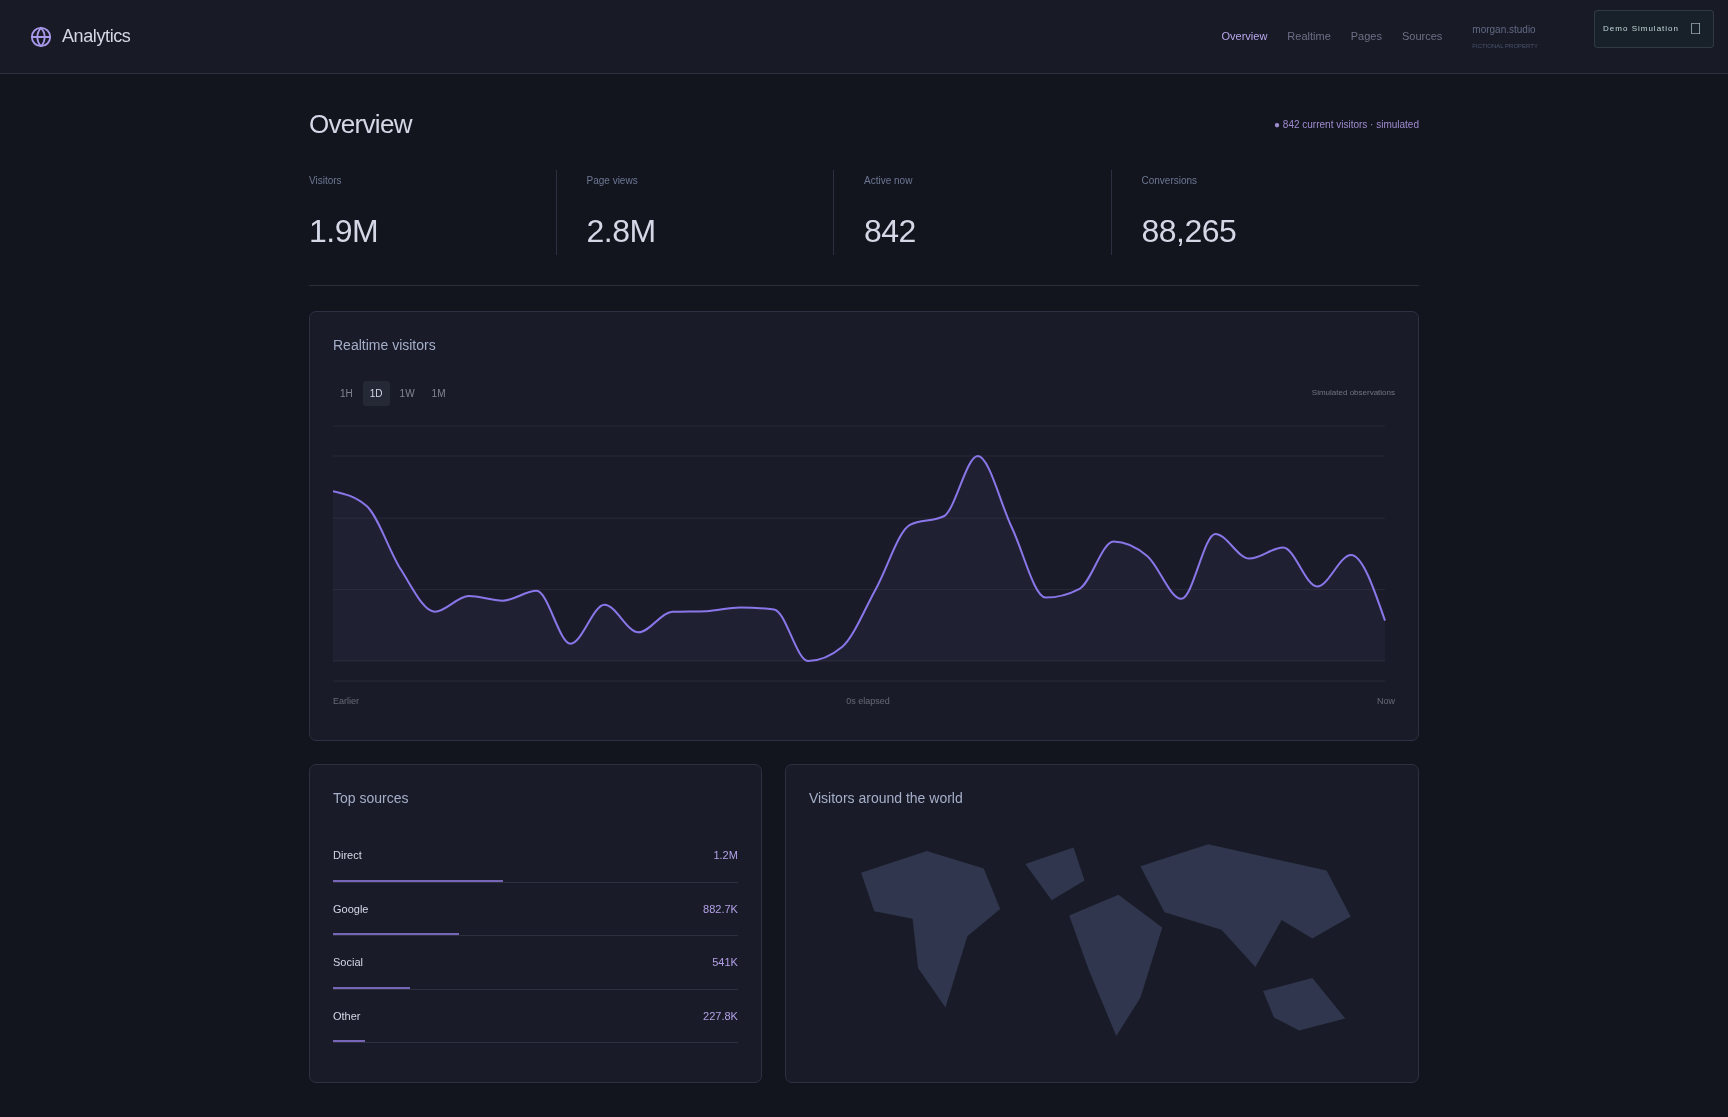 Analytics
Overview
Realtime
Pages
Sources
morgan.studio
FICTIONAL PROPERTY
Demo Simulation
Overview
● 842 current visitors · simulated
Visitors
1.9M
Page views
2.8M
Active now
842
Conversions
88,265
Realtime visitors
1H
1D
1W
1M
Simulated observations
Earlier
0s elapsed
Now
Top sources
Direct
1.2M
Google
882.7K
Social
541K
Other
227.8K
Visitors around the world